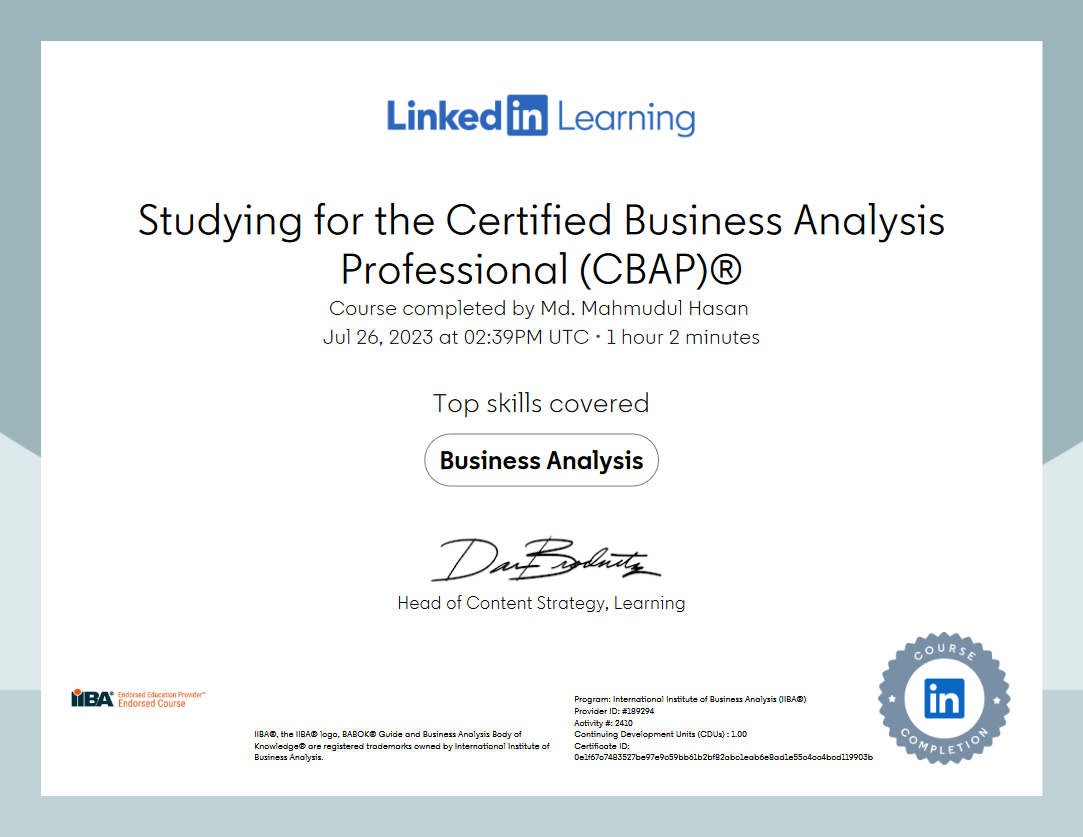 LinkedIn Learning
Studying for the Certified Business Analysis
Professional (CBAP)®
Course completed by Md. Mahmudul Hasan
Jul 26, 2023 at 02:39PM UTC • 1 hour 2 minutes
Top skills covered
Business Analysis
Dan Brodnitz
Head of Content Strategy, Learning
IIBA® Endorsed Education Provider™
Endorsed Course
IIBA®, the IIBA® logo, BABOK® Guide and Business Analysis Body of
Knowledge® are registered trademarks owned by International Institute of
Business Analysis.
Program: International Institute of Business Analysis (IIBA®)
Provider ID: #189294
Activity #: 2410
Continuing Development Units (CDUs) : 1.00
Certificate ID:
COURSE
in
COMPLETION